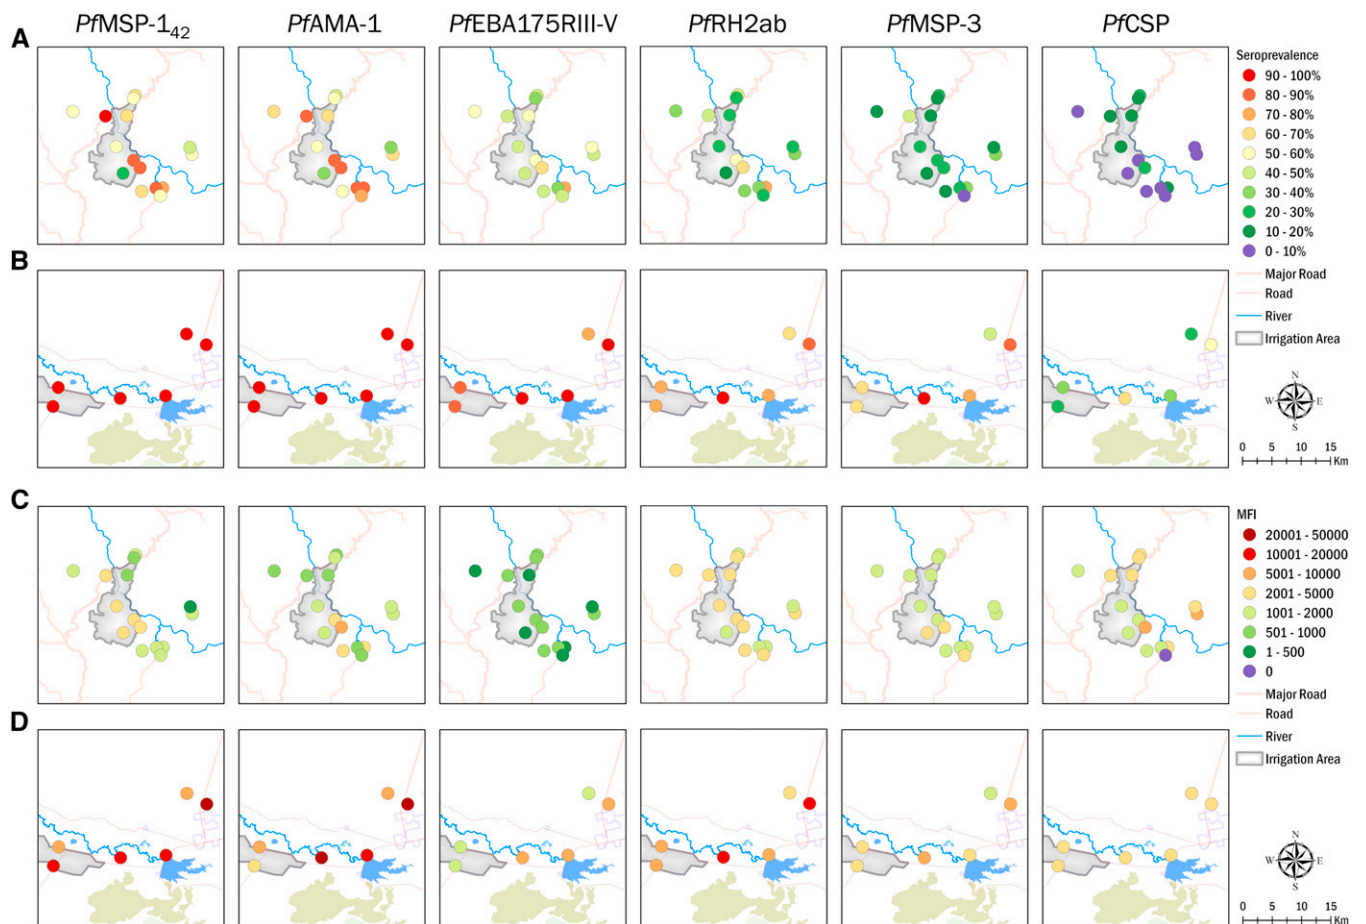 PfMSP-1₄₂ PfAMA-1 PfEBA175RIII-V PfRH2ab PfMSP-3 PfCSP
A
Seroprevalence
90 - 100%
80 - 90%
70 - 80%
60 - 70%
50 - 60%
40 - 50%
30 - 40%
20 - 30%
10 - 20%
0 - 10%
B
Major Road
Road
River
Irrigation Area
N
W E
S
0 5 10 15
Km
C
MFI
20001 - 50000
10001 - 20000
5001 - 10000
2001 - 5000
1001 - 2000
501 - 1000
1 - 500
0
Major Road
D
Road
River
Irrigation Area
N
W E
S
0 5 10 15
Km